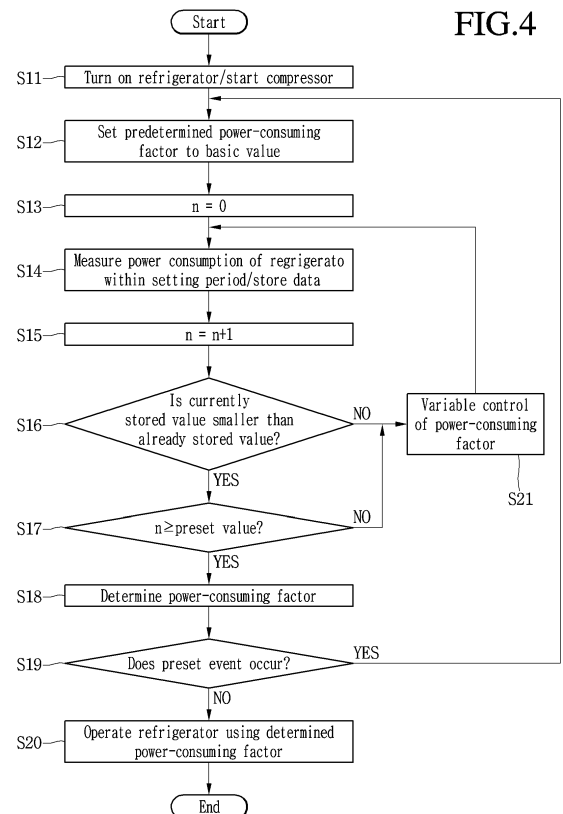 FIG.4
Start
S11
Turn on refrigerator/start compressor
S12
Set predetermined power-consuming
factor to basic value
S13
n = 0
S14
Measure power consumption of regrigerato
within setting period/store data
S15
n = n+1
S16
Is currently
stored value smaller than
already stored value?
NO
Variable control
of power-consuming
factor
S21
YES
S17
n≥preset value?
NO
YES
S18
Determine power-consuming factor
S19
Does preset event occur?
YES
NO
S20
Operate refrigerator using determined
power-consuming factor
End